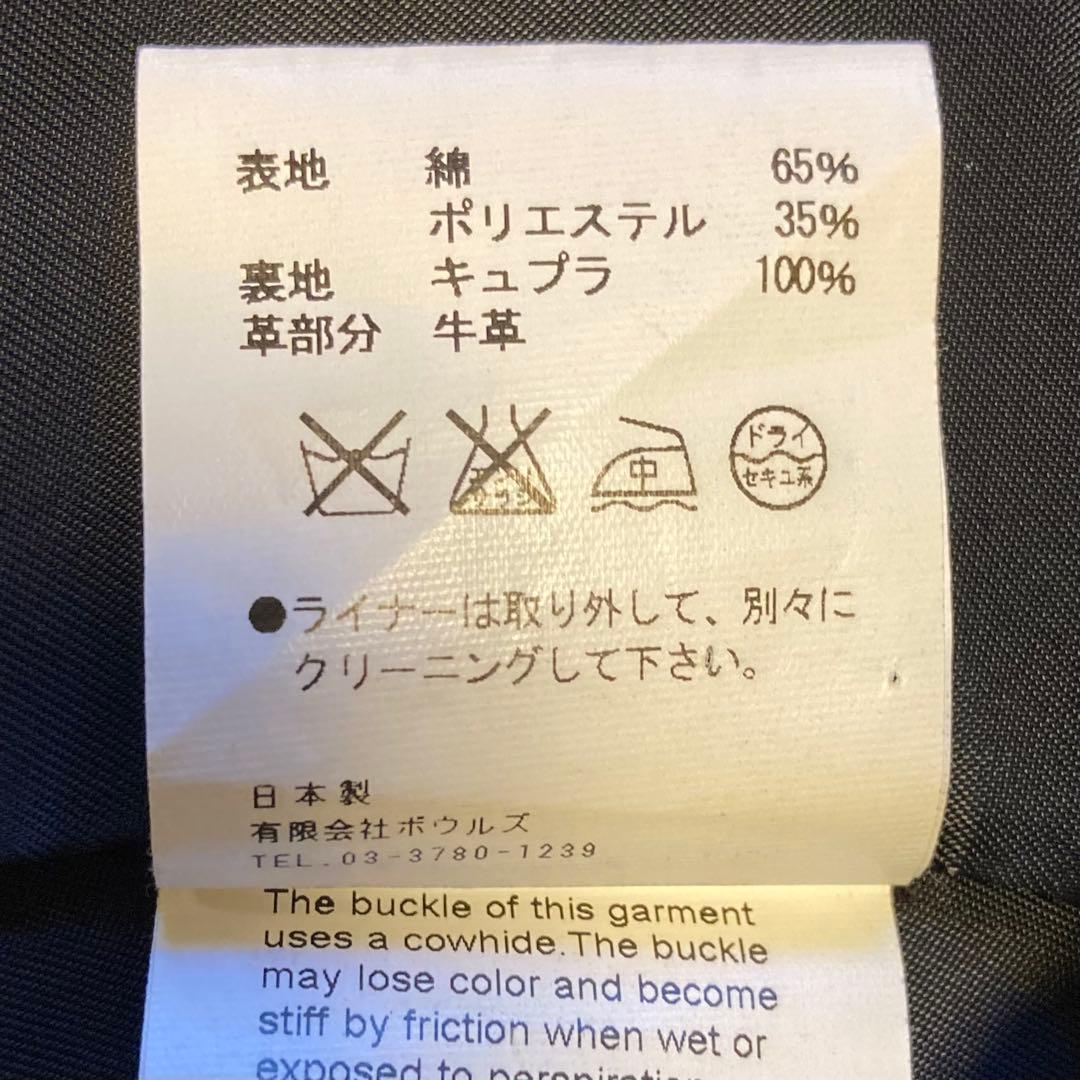 表地 綿 65%
ポリエステル 35%
裏地 キュプラ 100%
革部分 牛革
中
ドライ
セキユ系
●ライナーは取り外して、別々に
クリーニングして下さい。
日本製
有限会社ボウルズ
TEL.03-3780-1239
The buckle of this garment
uses a cowhide.The buckle
may lose color and become
stiff by friction when wet or
exposed to